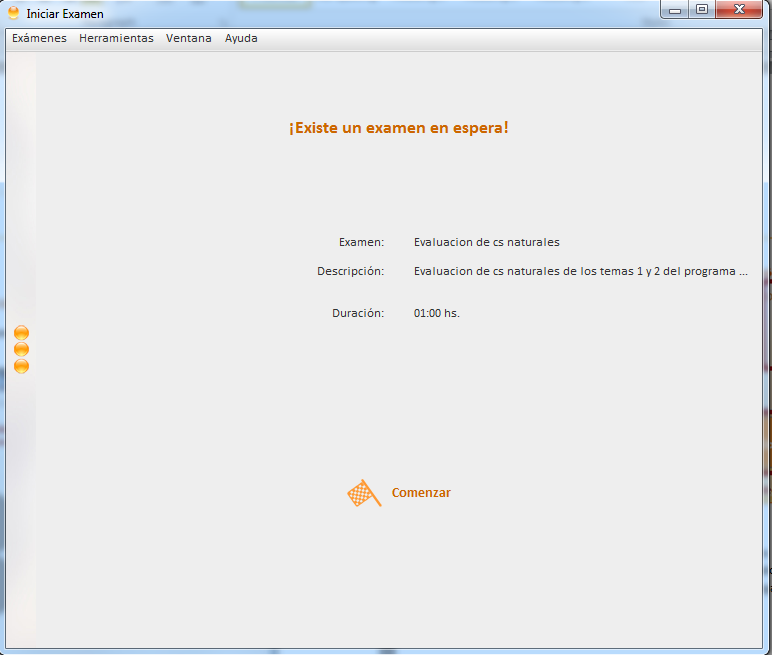 Iniciar Examen
Exámenes Herramientas Ventana Ayuda
¡Existe un examen en espera!
Examen: Evaluacion de cs naturales
Descripción: Evaluacion de cs naturales de los temas 1 y 2 del programa ...
Duración: 01:00 hs.
Comenzar